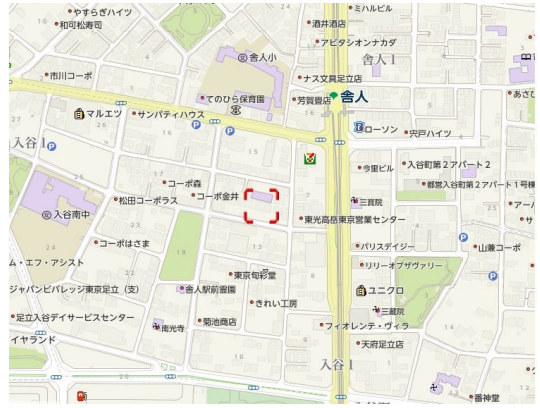 やすらぎハイツ
和可松寿司
舎人小
酒井酒店
アビタシオンナカダ
舎人1
ナス文具足立店
市川コーポ
てのひら保育園
芳賀畳店
舎人
マルエツ
サンパティハウス
ローソン
宍戸ハイツ
入谷1
今里ビル
入谷町第2アパート2
コーポ森
都営入谷町第2アパート1号棟
松田コーポラス
コーポ金井
三寶院
入谷南中
東光高岳東京営業センター
コーポはさま
パリスデイジー
山兼コーポ
ム・エフ・アシスト
東京旬彩堂
リリーオブザヴァリー
ジャパンビバレッジ東京足立(支)
舎人駅前霊園
ユニクロ
きれい工房
三蔵院
足立入谷デイサービスセンター
南光寺
菊池商店
フィオレンテ・ヴィラ
イヤランド
天府足立店
入谷1
番神堂